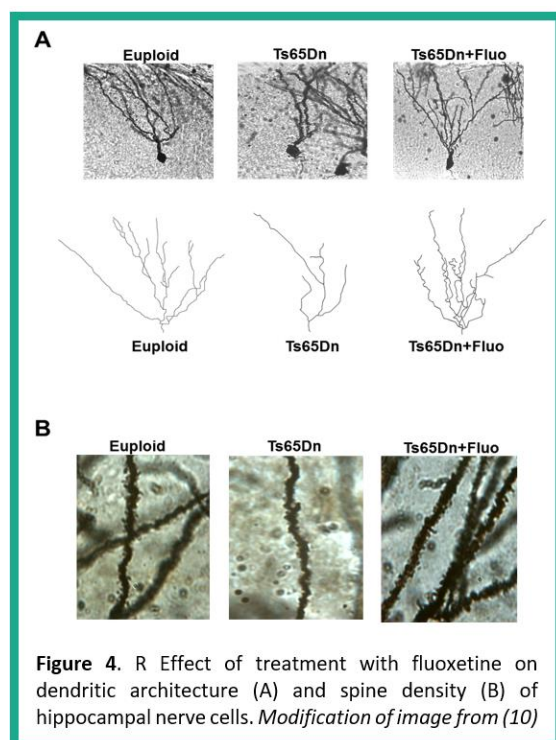 A
Euploid Ts65Dn Ts65Dn+Fluo
Euploid Ts65Dn Ts65Dn+Fluo
B
Euploid Ts65Dn Ts65Dn+Fluo
Figure 4. R Effect of treatment with fluoxetine on
dendritic architecture (A) and spine density (B) of
hippocampal nerve cells. Modification of image from (10)